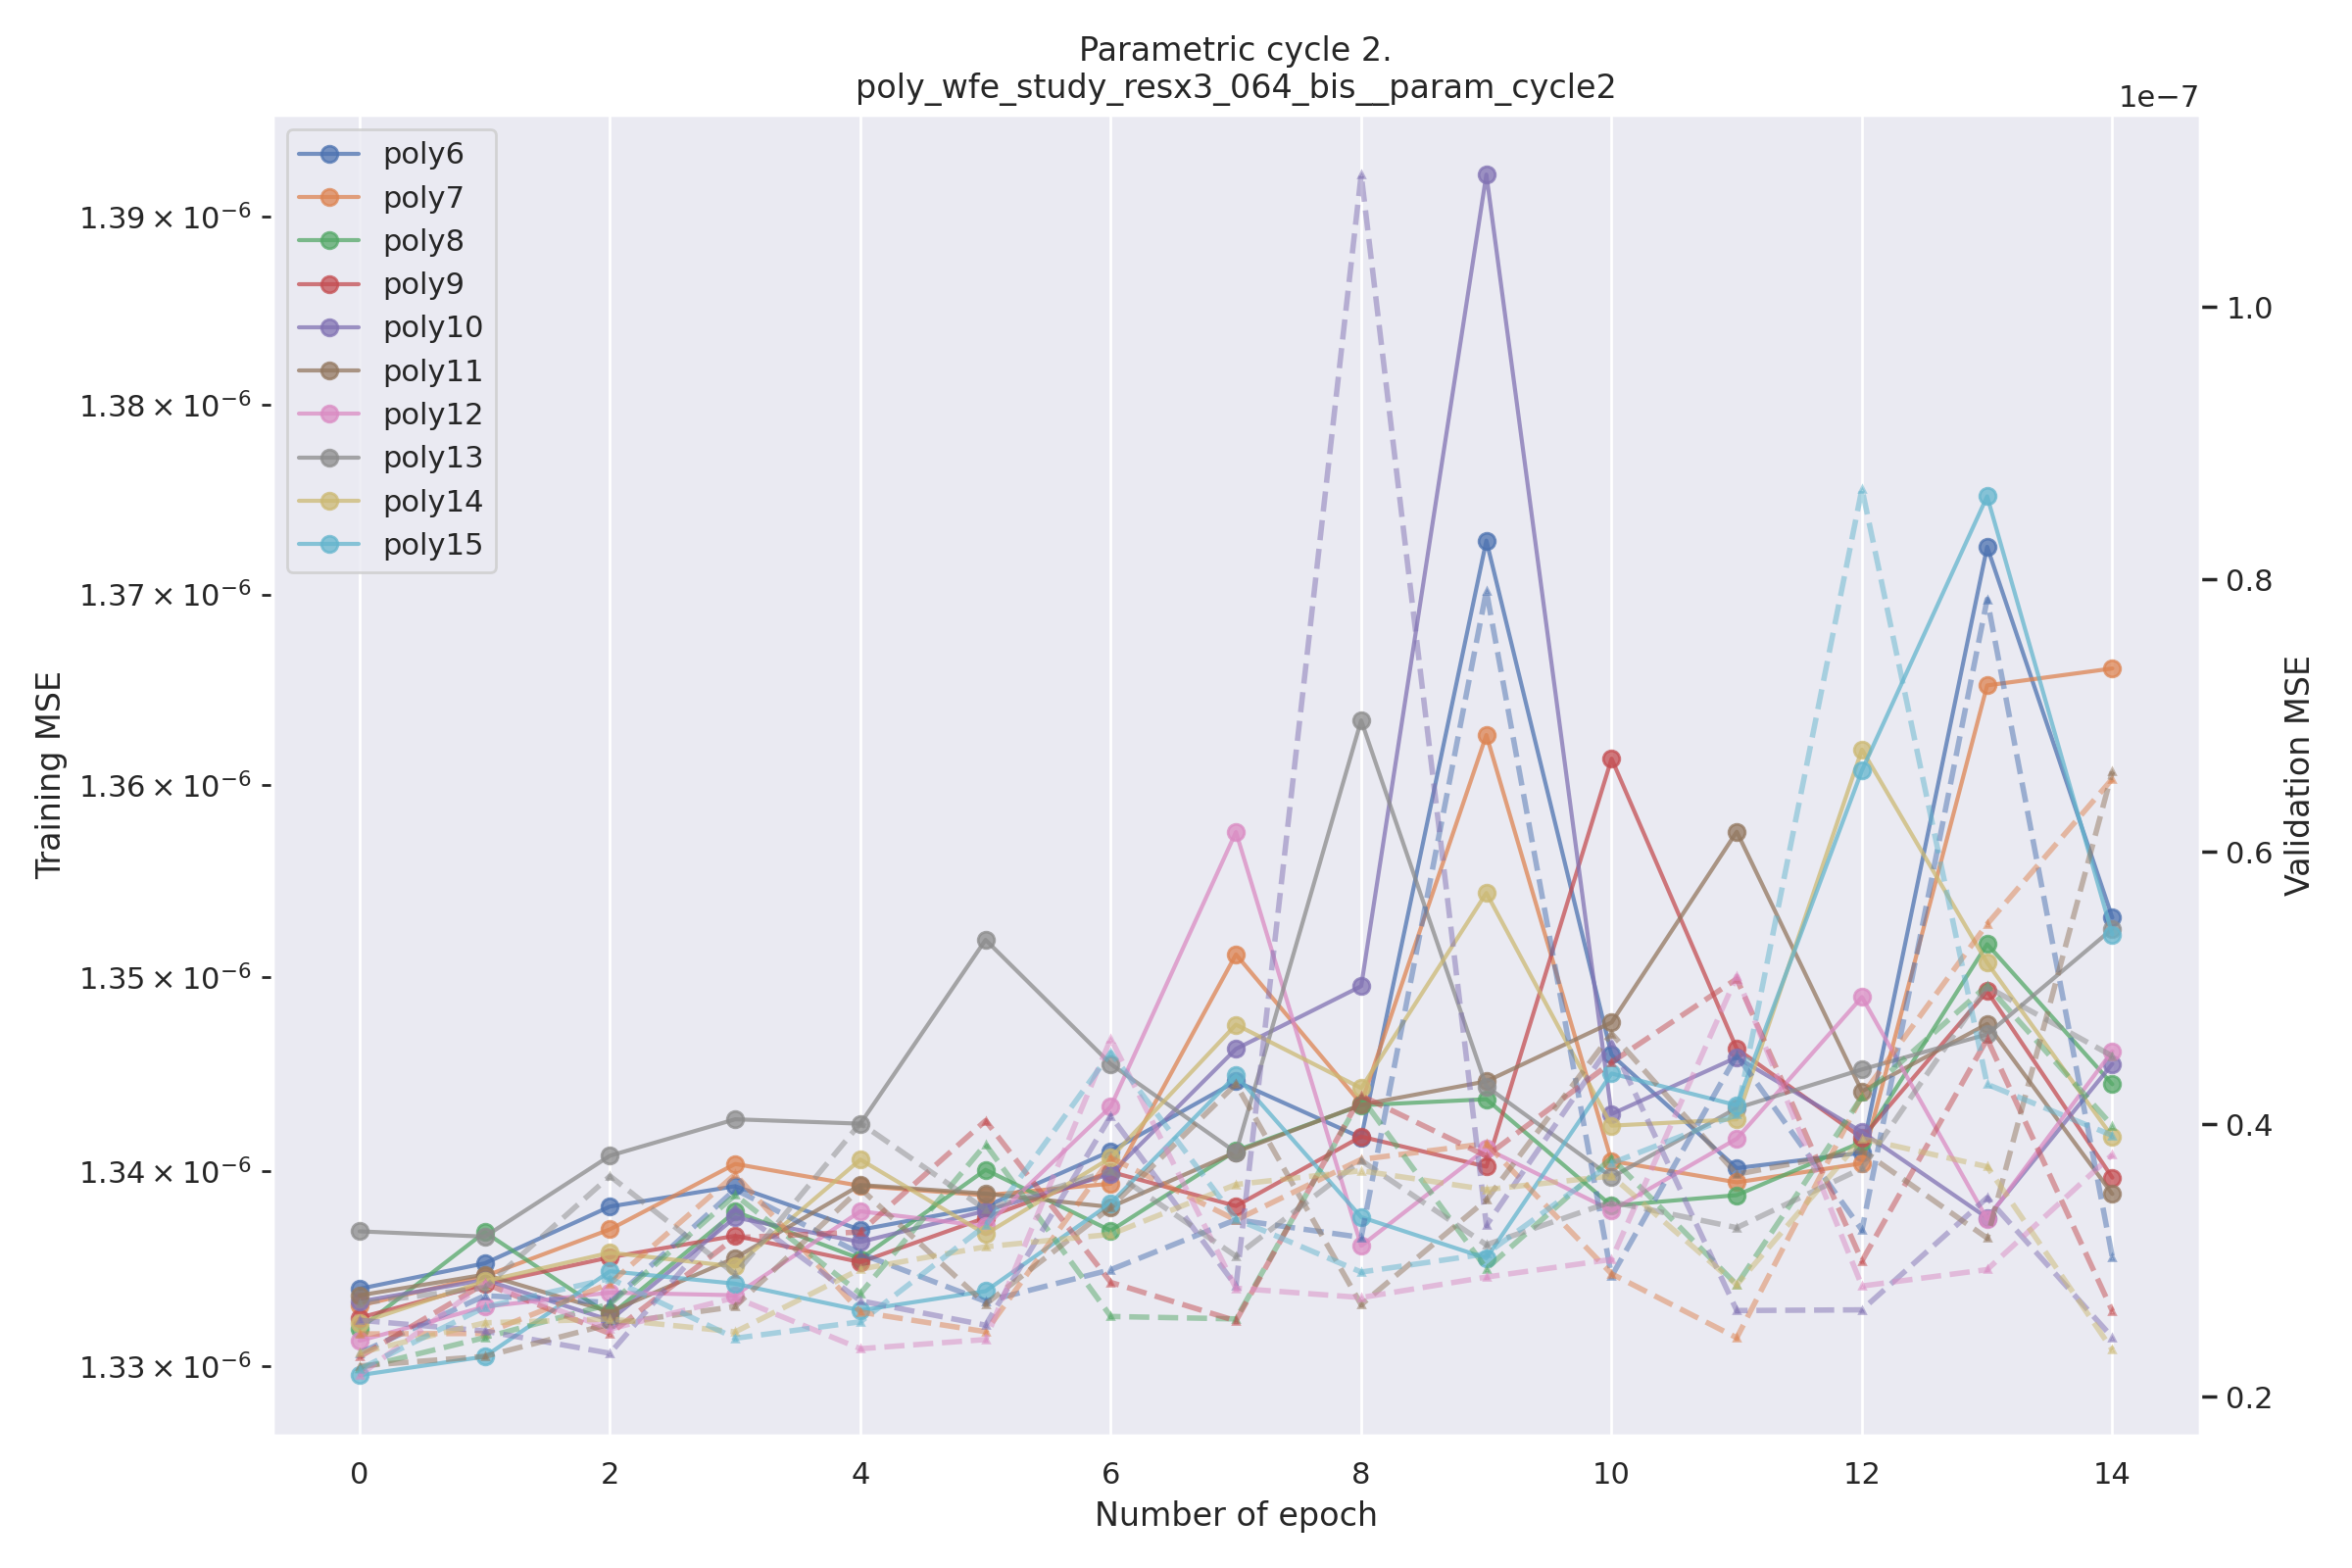 Parametric cycle 2.
poly_wfe_study_resx3_064_bis__param_cycle2
1e−7
poly6
poly7
poly8
poly9
poly10
poly11
poly12
poly13
poly14
poly15
1.39 × 10⁻⁶
1.38 × 10⁻⁶
1.37 × 10⁻⁶
1.36 × 10⁻⁶
1.35 × 10⁻⁶
1.34 × 10⁻⁶
1.33 × 10⁻⁶
Training MSE
1.0
0.8
0.6
0.4
0.2
Validation MSE
0 2 4 6 8 10 12 14
Number of epoch